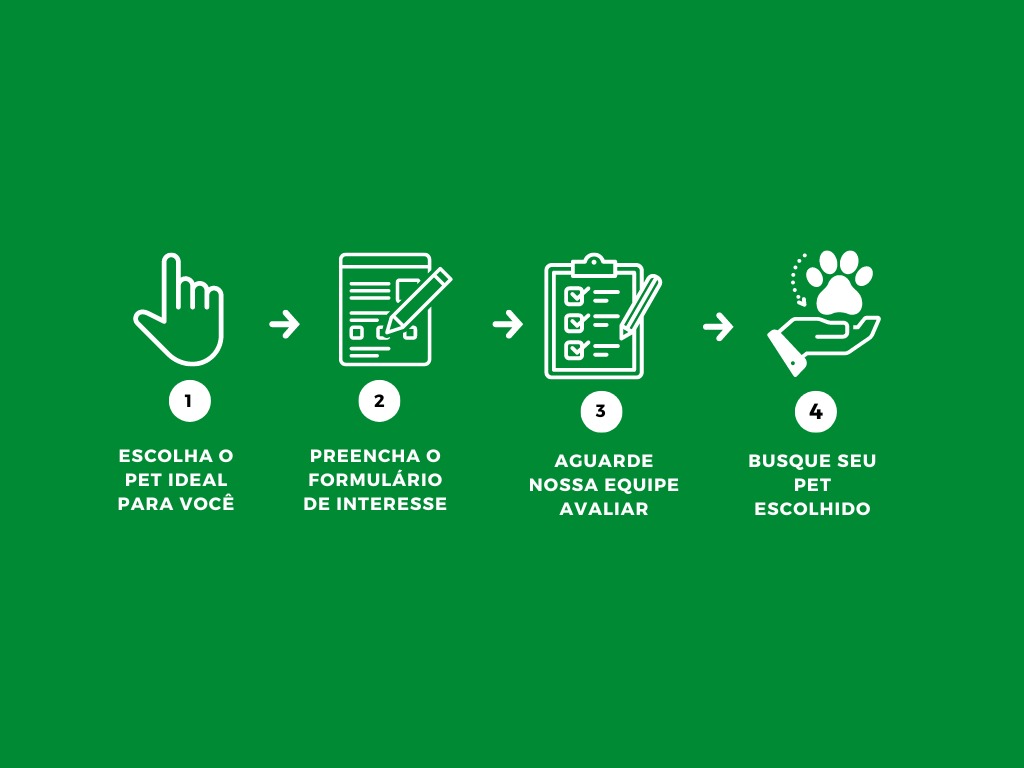 1
ESCOLHA O
PET IDEAL
PARA VOCÊ
2
PREENCHA O
FORMULÁRIO
DE INTERESSE
3
AGUARDE
NOSSA EQUIPE
AVALIAR
4
BUSQUE SEU
PET
ESCOLHIDO